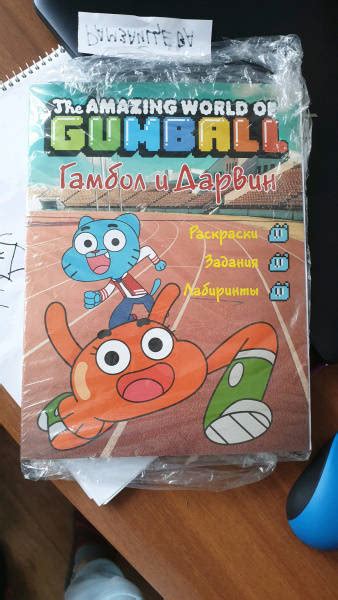 The AMAZING WORLD OF
GUMBALL
Гамбол и Дарвин
Раскраски
Задания
Лабиринты